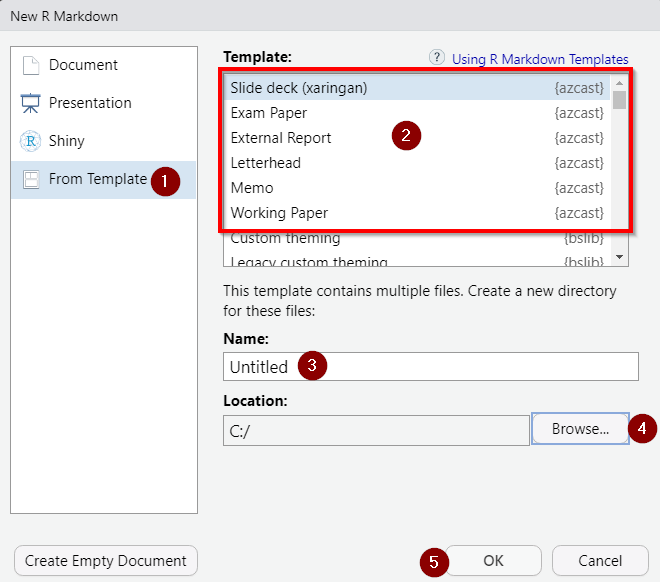 New R Markdown
Document
Presentation
R Shiny
From Template 1
Template:
? Using R Markdown Templates
Slide deck (xaringan) {azcast}
Exam Paper {azcast}
External Report {azcast}
2
Letterhead {azcast}
Memo {azcast}
Working Paper {azcast}
Custom theming {bslib}
Legacy custom theming {bslib}
This template contains multiple files. Create a new directory
for these files:
Name:
Untitled 3
Location:
C:/ Browse... 4
Create Empty Document 5 OK Cancel